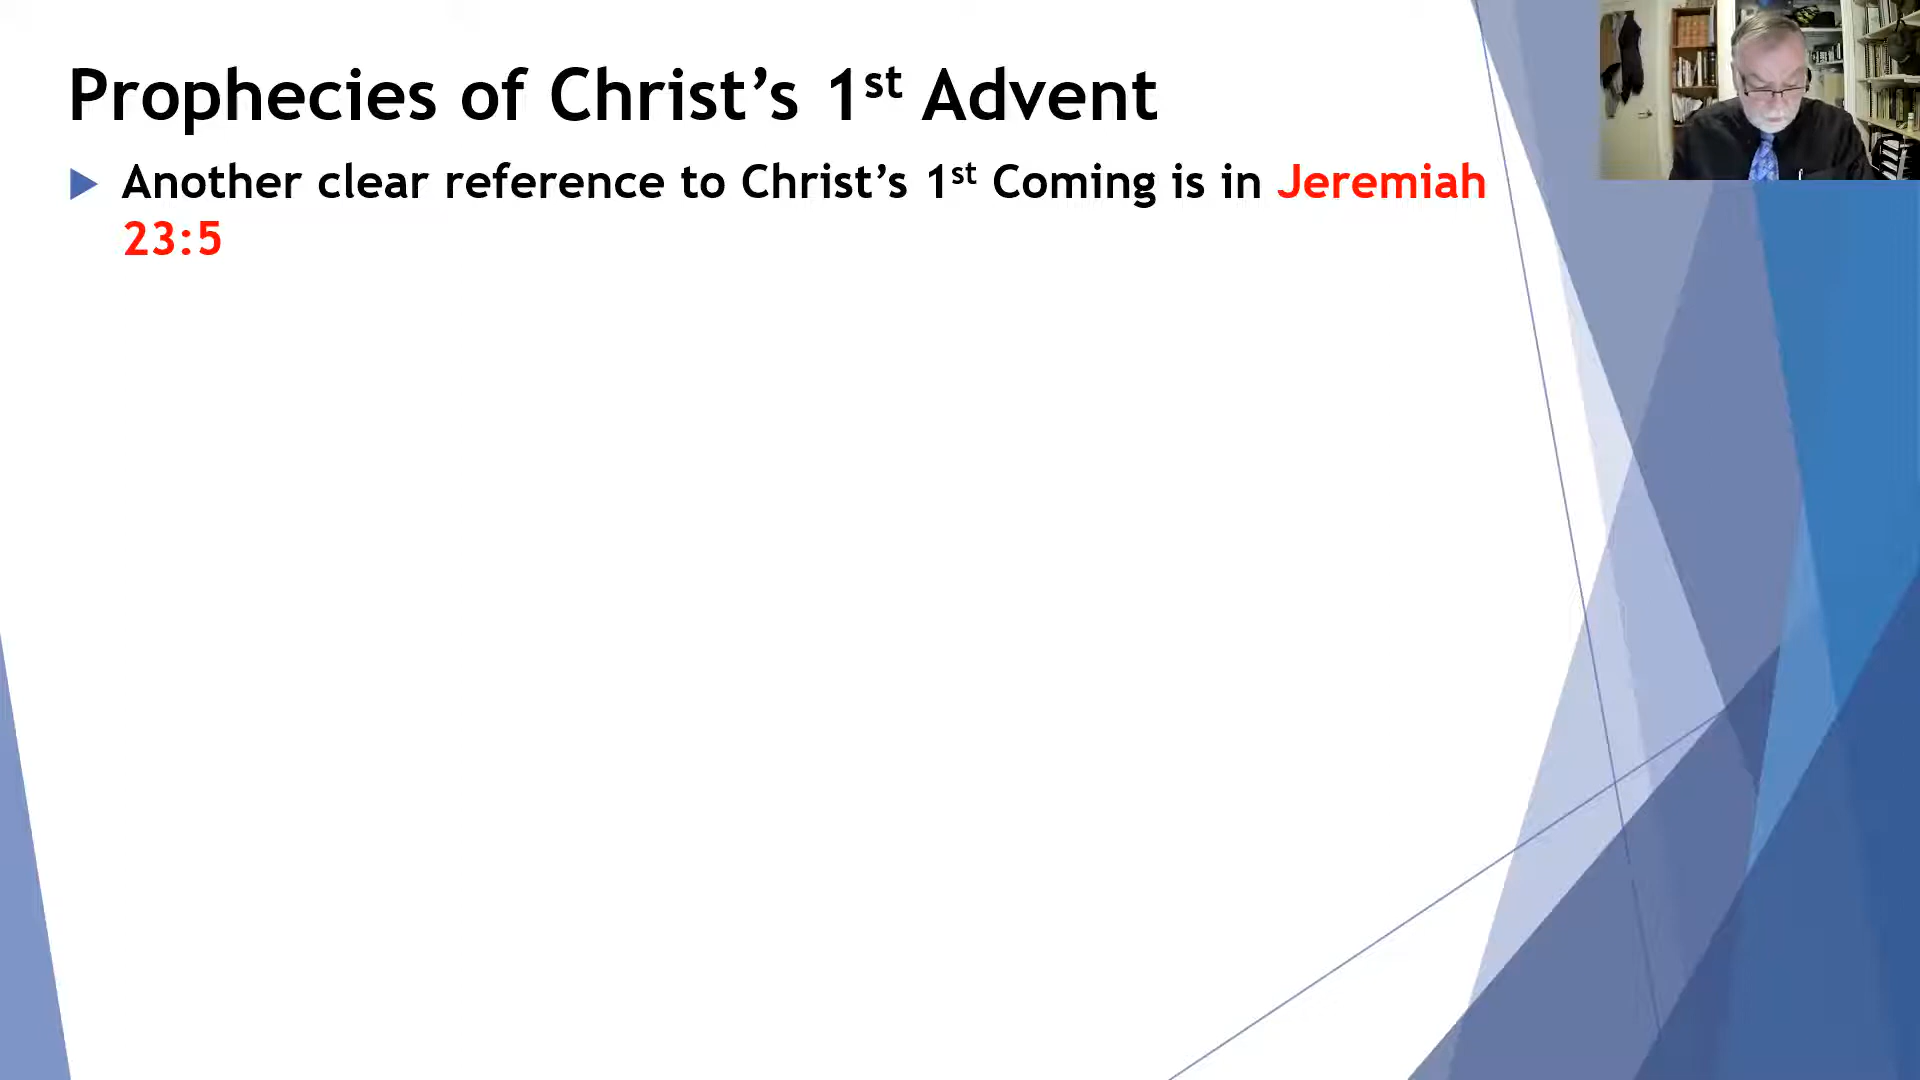 Prophecies of Christ’s 1st Advent
Another clear reference to Christ’s 1st Coming is in Jeremiah
23:5